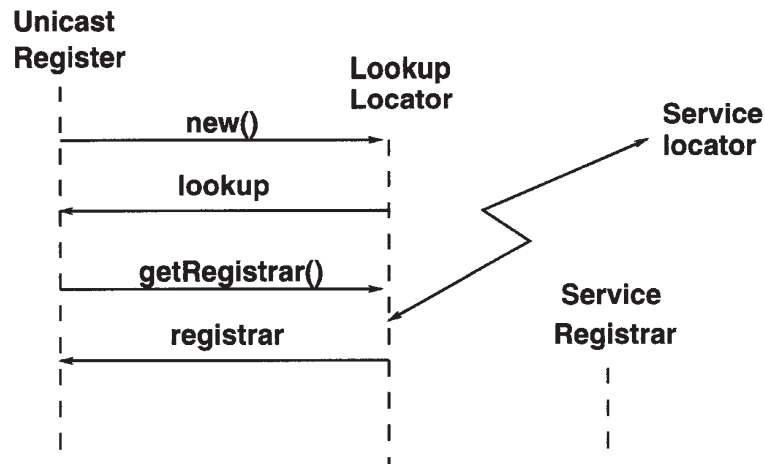 Unicast
Register
Lookup
Locator
new()
Service
locator
lookup
getRegistrar()
Service
Registrar
registrar